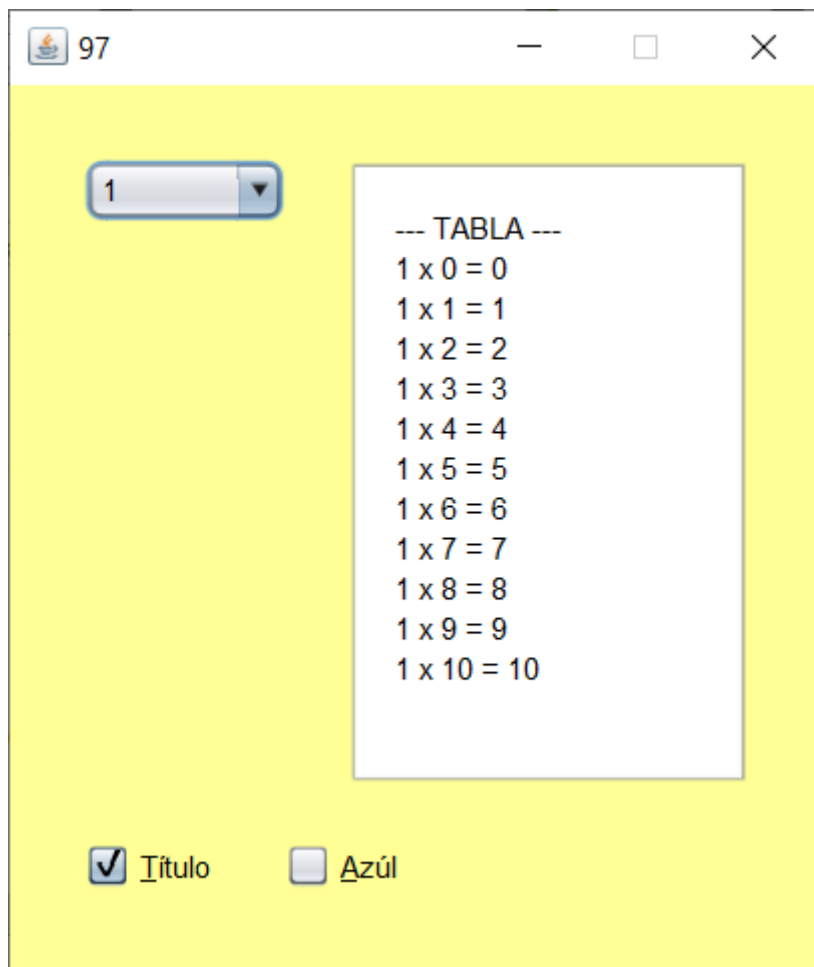 97
1
--- TABLA ---
1 x 0 = 0
1 x 1 = 1
1 x 2 = 2
1 x 3 = 3
1 x 4 = 4
1 x 5 = 5
1 x 6 = 6
1 x 7 = 7
1 x 8 = 8
1 x 9 = 9
1 x 10 = 10
Título Azúl